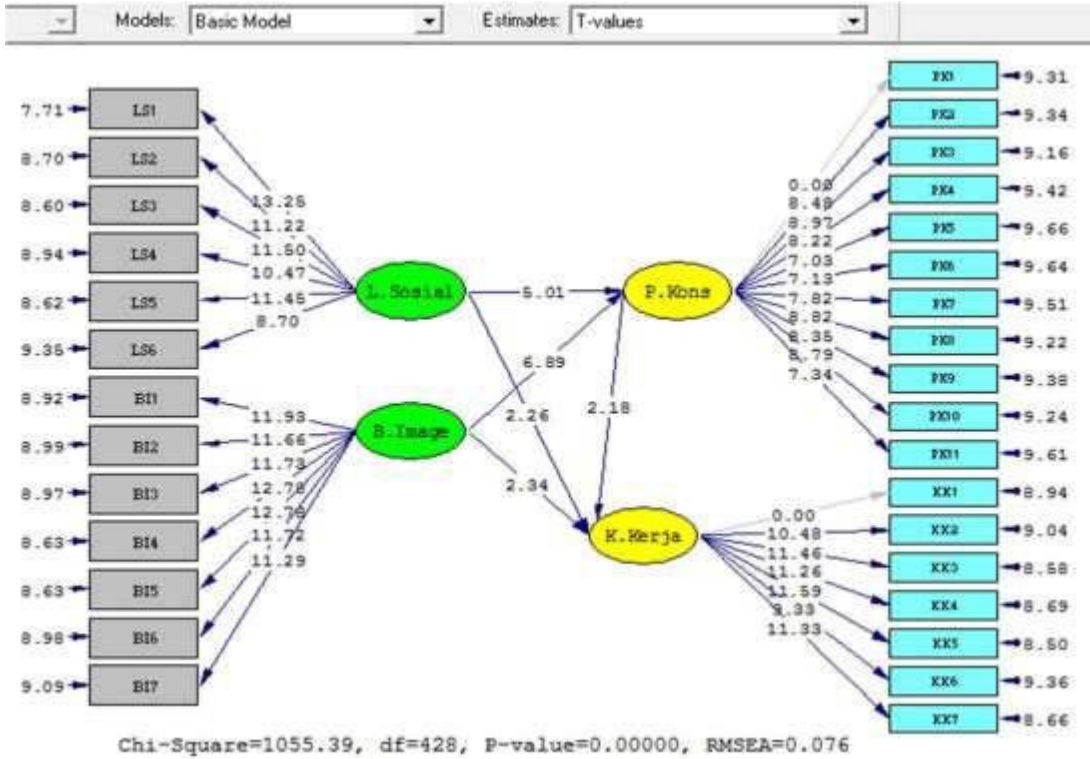 Models: Basic Model Estimates: T-values
7.71 LS1
8.70 LS2
8.60 LS3
8.94 LS4
8.62 LS5
9.35 LS6
8.92 BI1
8.99 BI2
8.97 BI3
8.63 BI4
8.63 BI5
8.98 BI6
9.09 BI7
13.25
11.22
11.50
10.47
11.45
8.70
11.93
11.66
11.73
12.78
12.78
11.72
11.29
L.Sosial
B.Image
5.01
6.89
2.26
2.18
2.34
P.Kons
K.Kerja
0.00
8.48
8.97
8.22
7.03
7.13
7.82
8.82
8.35
8.79
7.34
0.00
10.48
11.46
11.26
11.59
9.33
11.33
PK1 9.31
PK2 9.34
PK3 9.16
PK4 9.42
PK5 9.66
PK6 9.64
PK7 9.51
PK8 9.22
PK9 9.38
PK10 9.24
PK11 9.61
KK1 8.94
KK2 9.04
KK3 8.58
KK4 8.69
KK5 8.50
KK6 9.36
KK7 8.66
Chi-Square=1055.39, df=428, P-value=0.00000, RMSEA=0.076